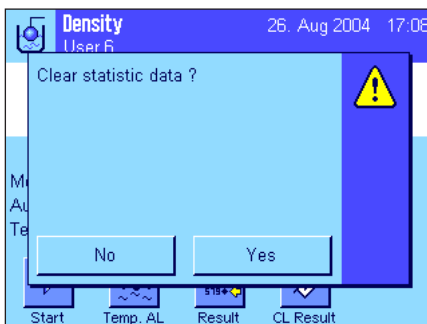 Density
26. Aug 2004 17:08
User 6
Clear statistic data ?
No
Yes
Start
Temp. AL
Result
CL Result